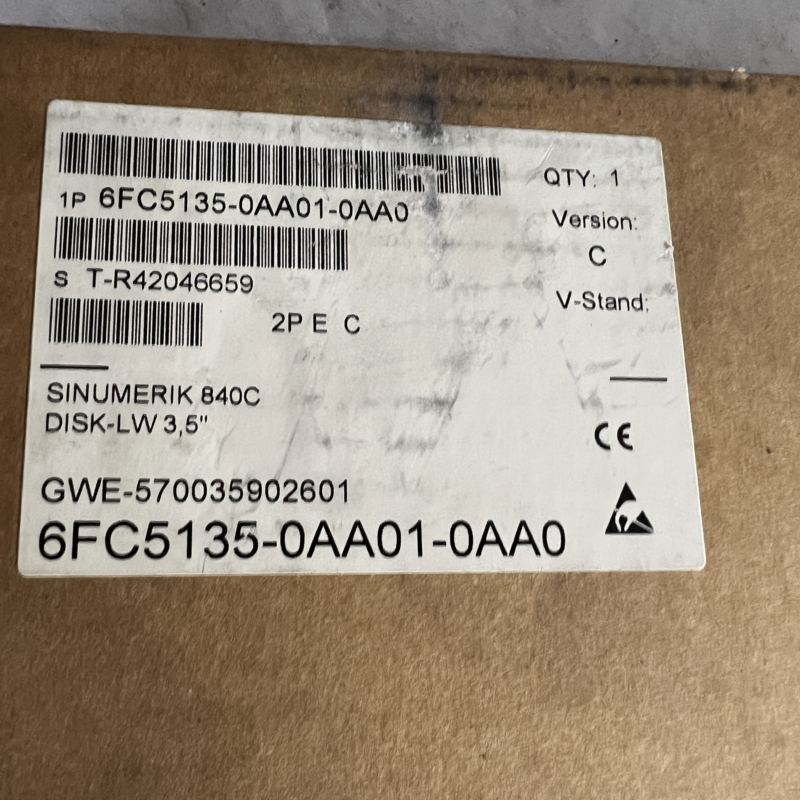 QTY: 1
1P 6FC5135-0AA01-0AA0
Version:
C
S T-R42046659
V-Stand:
2P E C
SINUMERIK 840C
DISK-LW 3,5"
CE
GWE-570035902601
6FC5135-0AA01-0AA0